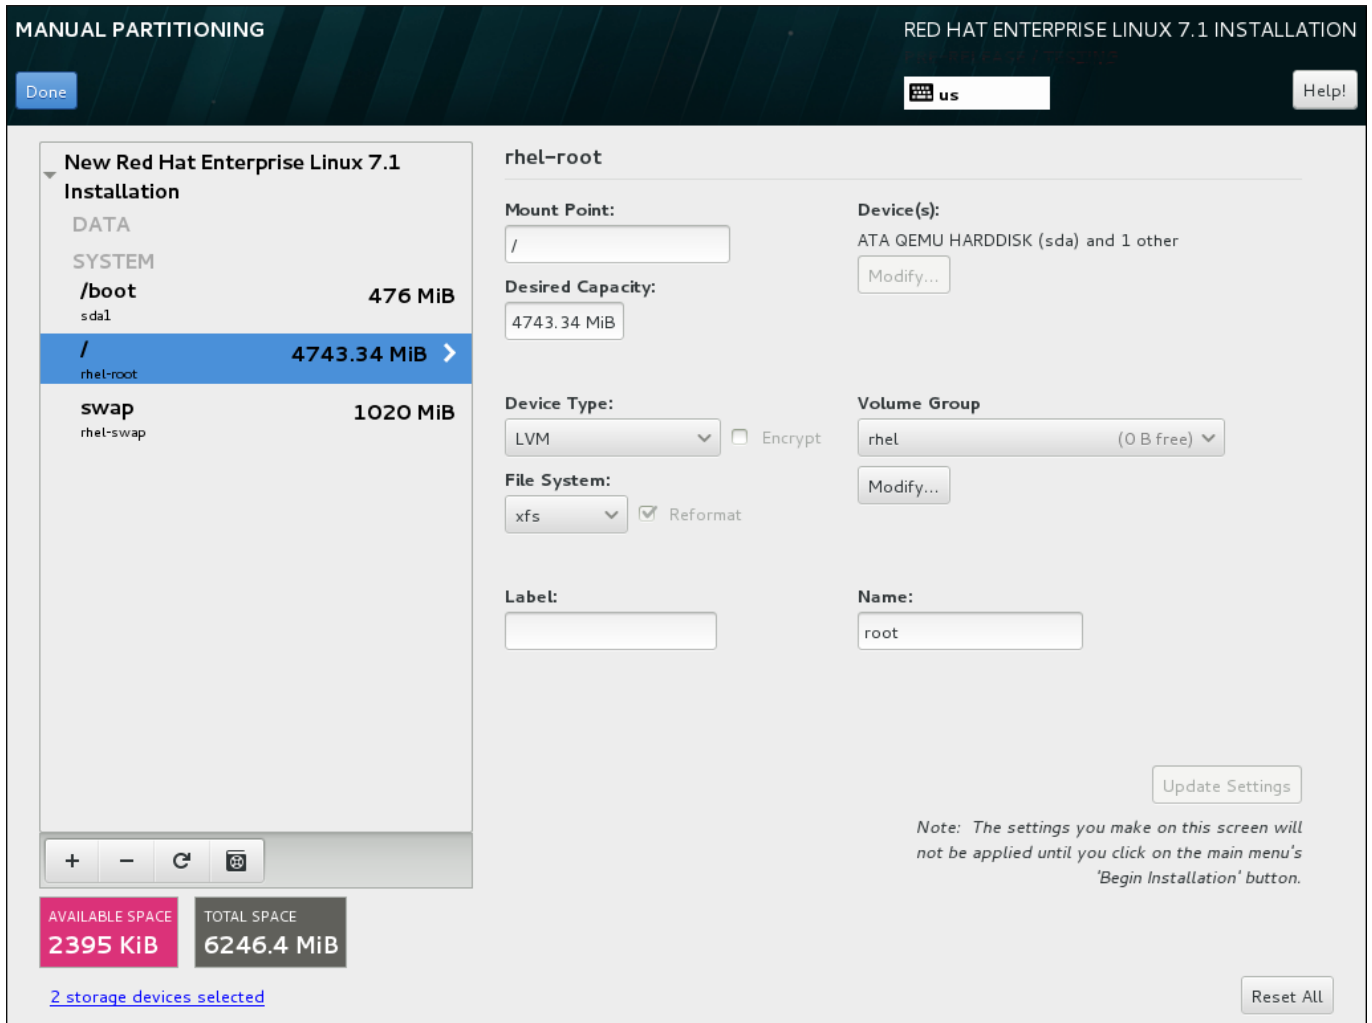 MANUAL PARTITIONING
RED HAT ENTERPRISE LINUX 7.1 INSTALLATION
Done
us
Help!
New Red Hat Enterprise Linux 7.1
Installation
DATA
SYSTEM
/boot
476 MiB
sda1
/
4743.34 MiB
rhel-root
swap
1020 MiB
rhel-swap
rhel-root
Mount Point:
/
Desired Capacity:
4743.34 MiB
Device(s):
ATA QEMU HARDDISK (sda) and 1 other
Modify...
Device Type:
LVM
Encrypt
Volume Group
rhel (0 B free)
Modify...
File System:
xfs
Reformat
Label:
Name:
root
Update Settings
Note: The settings you make on this screen will
not be applied until you click on the main menu's
'Begin Installation' button.
AVAILABLE SPACE
2395 KiB
TOTAL SPACE
6246.4 MiB
2 storage devices selected
Reset All